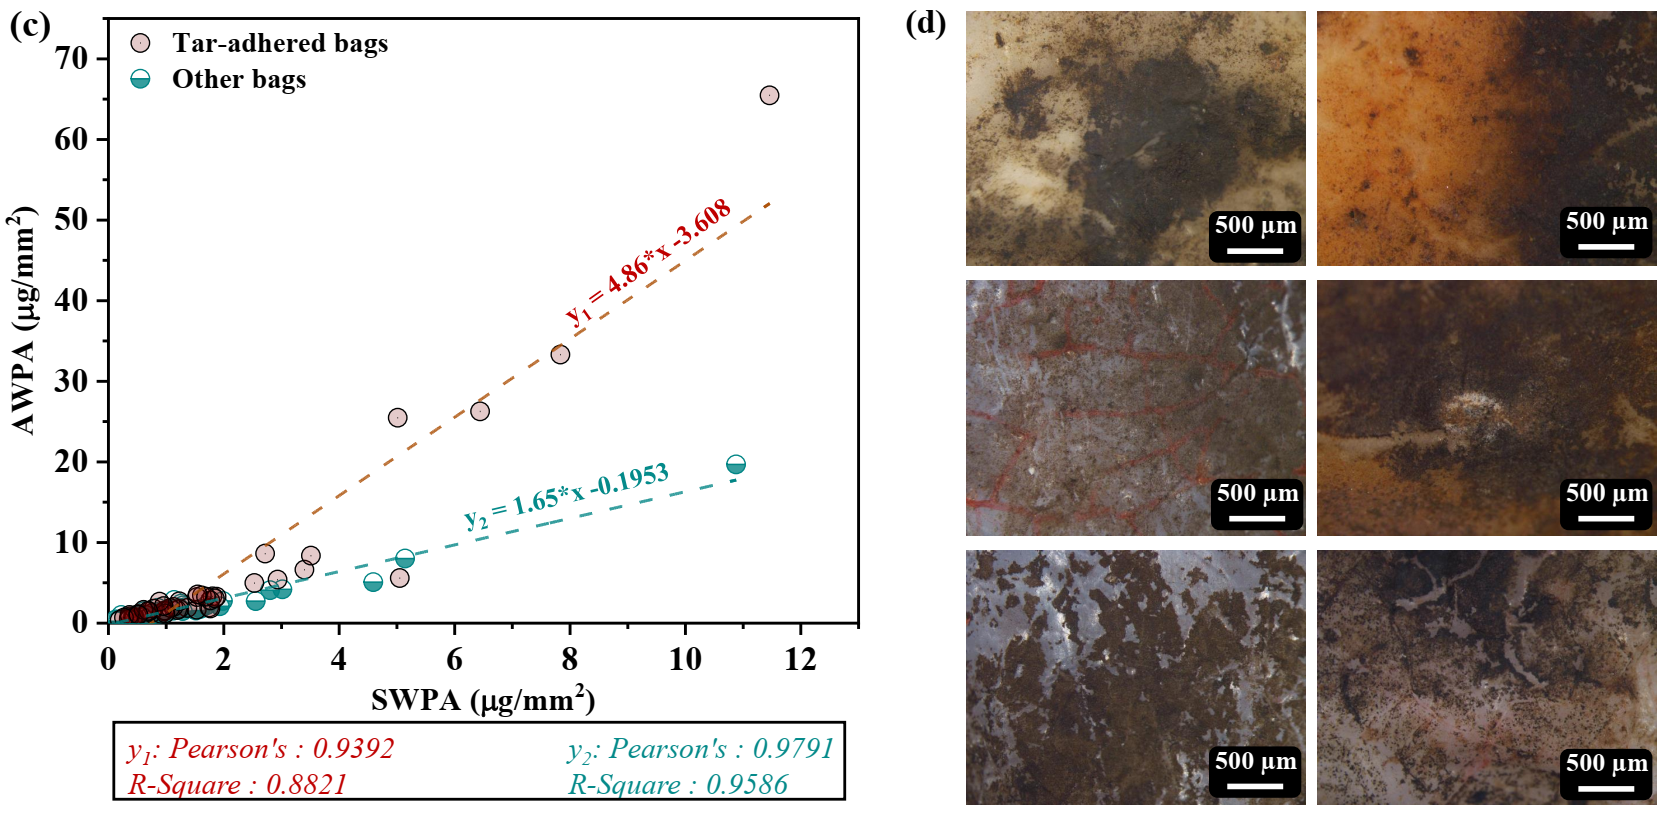 (c)
Tar-adhered bags
Other bags
70
60
50
40
30
20
10
0
AWPA (µg/mm²)
y₁ = 4.86*x -3.608
y₂ = 1.65*x -0.1953
0 2 4 6 8 10 12
SWPA (µg/mm²)
y₁: Pearson's : 0.9392
R-Square : 0.8821
y₂: Pearson's : 0.9791
R-Square : 0.9586
(d)
500 µm
500 µm
500 µm
500 µm
500 µm
500 µm